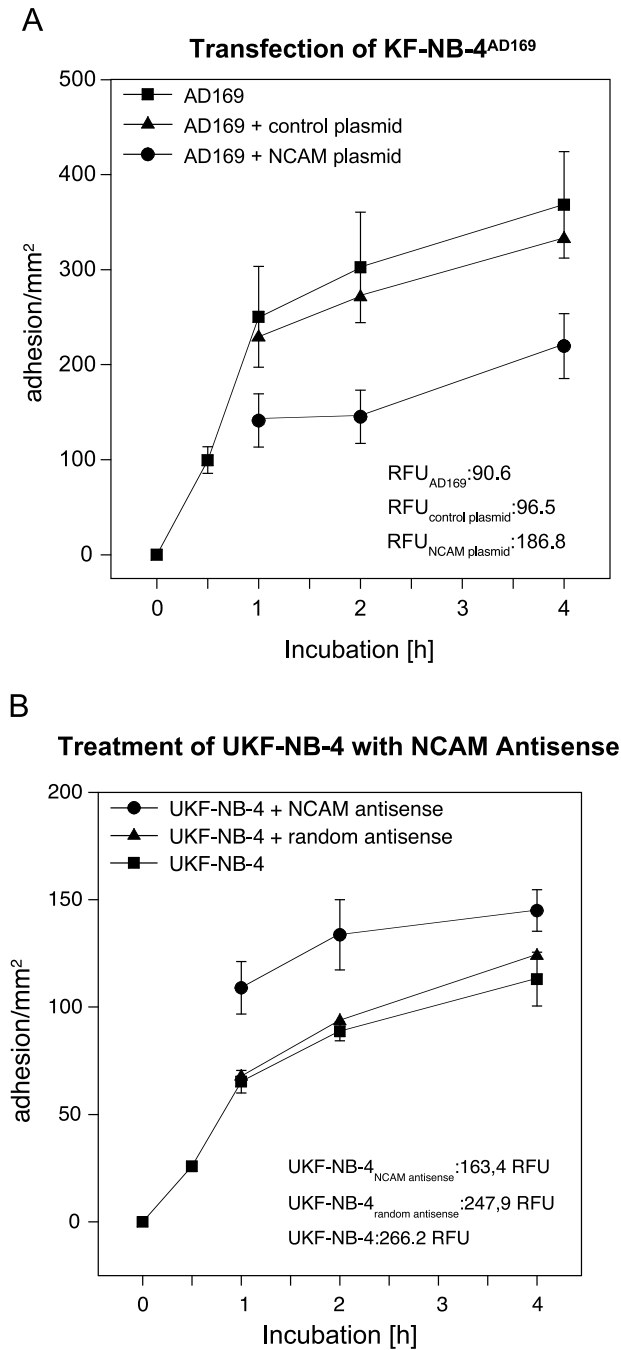 A
Transfection of KF-NB-4AD169
500
AD169
AD169 + control plasmid
AD169 + NCAM plasmid
400
300
200
100
0
adhesion/mm²
RFUAD169:90.6
RFUcontrol plasmid:96.5
RFUNCAM plasmid:186.8
0 1 2 3 4
Incubation [h]
B
Treatment of UKF-NB-4 with NCAM Antisense
200
UKF-NB-4 + NCAM antisense
UKF-NB-4 + random antisense
UKF-NB-4
150
100
50
0
adhesion/mm²
UKF-NB-4NCAM antisense:163,4 RFU
UKF-NB-4random antisense:247,9 RFU
UKF-NB-4:266.2 RFU
0 1 2 3 4
Incubation [h]